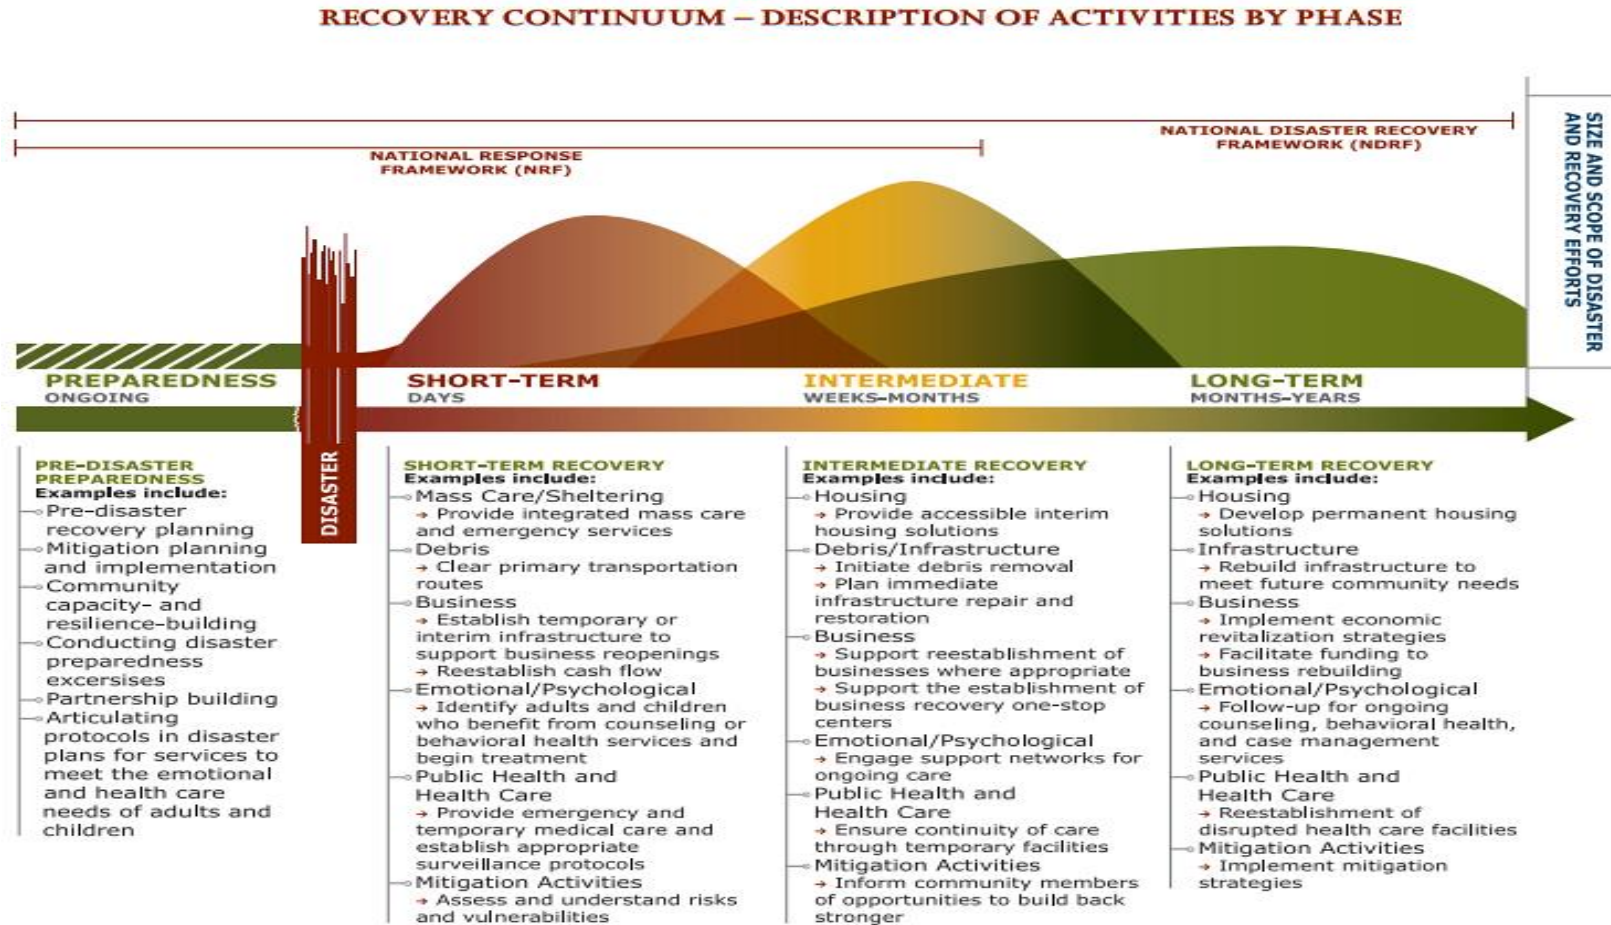 RECOVERY CONTINUUM – DESCRIPTION OF ACTIVITIES BY PHASE
NATIONAL DISASTER RECOVERY
FRAMEWORK (NDRF)
NATIONAL RESPONSE
FRAMEWORK (NRF)
SIZE AND SCOPE OF DISASTER
AND RECOVERY EFFORTS
PREPAREDNESS
ONGOING
SHORT-TERM
DAYS
INTERMEDIATE
WEEKS-MONTHS
LONG-TERM
MONTHS-YEARS
DISASTER
PRE-DISASTER
PREPAREDNESS
Examples include:
Pre-disaster
recovery planning
Mitigation planning
and implementation
Community
capacity- and
resilience-building
Conducting disaster
preparedness
excersises
Partnership building
Articulating
protocols in disaster
plans for services to
meet the emotional
and health care
needs of adults and
children
SHORT-TERM RECOVERY
Examples include:
Mass Care/Sheltering
→ Provide integrated mass care
and emergency services
Debris
→ Clear primary transportation
routes
Business
→ Establish temporary or
interim infrastructure to
support business reopenings
→ Reestablish cash flow
Emotional/Psychological
→ Identify adults and children
who benefit from counseling or
behavioral health services and
begin treatment
Public Health and
Health Care
→ Provide emergency and
temporary medical care and
establish appropriate
surveillance protocols
Mitigation Activities
→ Assess and understand risks
and vulnerabilities
INTERMEDIATE RECOVERY
Examples include:
Housing
→ Provide accessible interim
housing solutions
Debris/Infrastructure
→ Initiate debris removal
→ Plan immediate
infrastructure repair and
restoration
Business
→ Support reestablishment of
businesses where appropriate
→ Support the establishment of
business recovery one-stop
centers
Emotional/Psychological
→ Engage support networks for
ongoing care
Public Health and
Health Care
→ Ensure continuity of care
through temporary facilities
Mitigation Activities
→ Inform community members
of opportunities to build back
stronger
LONG-TERM RECOVERY
Examples include:
Housing
→ Develop permanent housing
solutions
Infrastructure
→ Rebuild infrastructure to
meet future community needs
Business
→ Implement economic
revitalization strategies
→ Facilitate funding to
business rebuilding
Emotional/Psychological
→ Follow-up for ongoing
counseling, behavioral health,
and case management
services
Public Health and
Health Care
→ Reestablishment of
disrupted health care facilities
Mitigation Activities
→ Implement mitigation
strategies